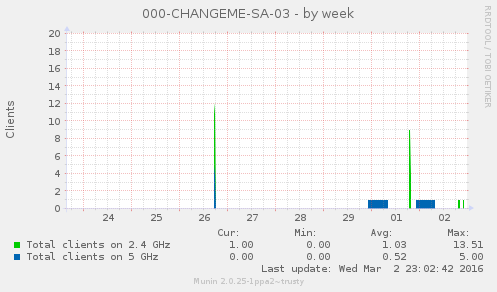 000-CHANGEME-SA-03 - by week
RRDTOOL / TOBI OETIKER
Clients
20
18
16
14
12
10
8
6
4
2
0
24 25 26 27 28 29 01 02
Cur: Min: Avg: Max:
Total clients on 2.4 GHz 1.00 0.00 1.03 13.51
Total clients on 5 GHz 0.00 0.00 0.52 5.00
Last update: Wed Mar 2 23:02:42 2016
Munin 2.0.25-1ppa2~trusty